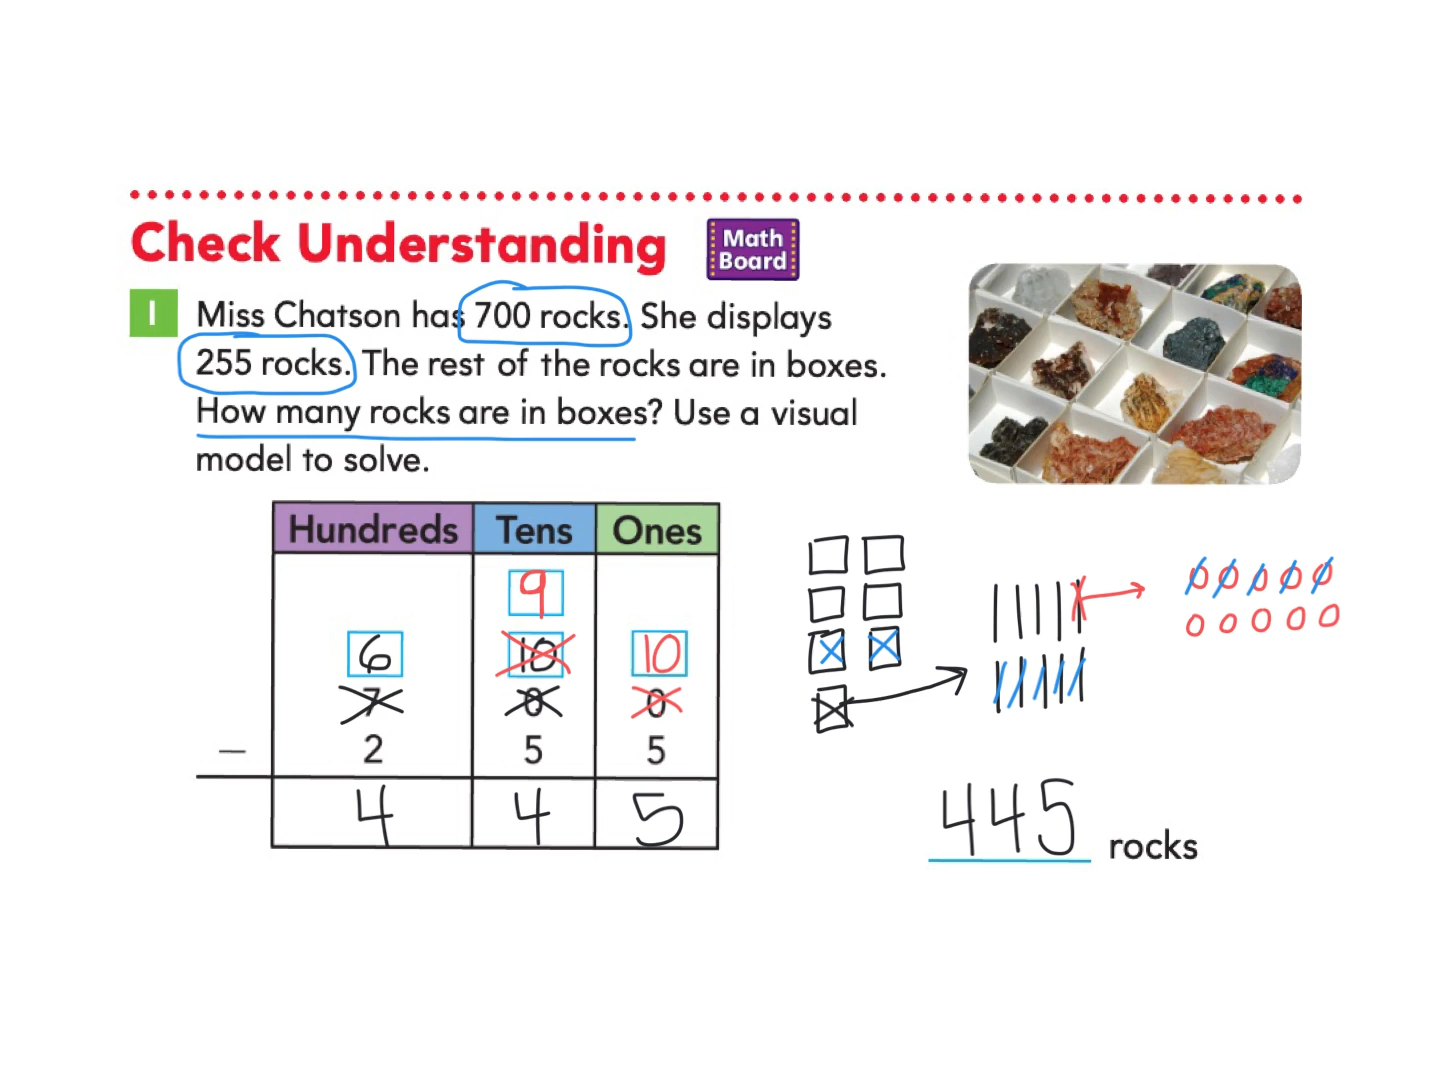 Check Understanding
Math
Board
1 Miss Chatson has 700 rocks. She displays
255 rocks. The rest of the rocks are in boxes.
How many rocks are in boxes? Use a visual
model to solve.
Hundreds Tens Ones
9
6 10 10
7 0 0
− 2 5 5
4 4 5
445 rocks